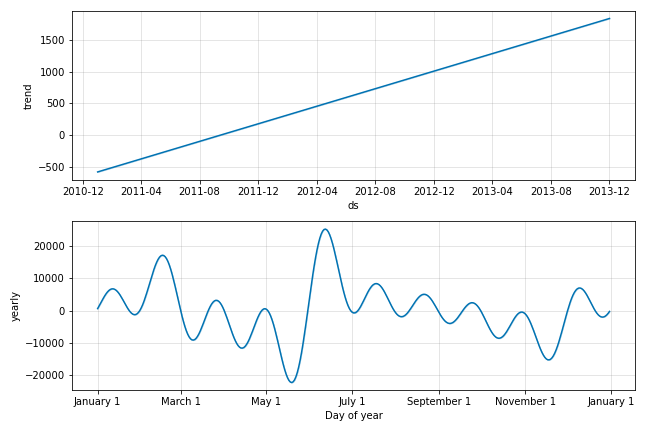 1500
1000
500
0
−500
trend
2010-12 2011-04 2011-08 2011-12 2012-04 2012-08 2012-12 2013-04 2013-08 2013-12
ds
20000
10000
0
−10000
−20000
yearly
January 1 March 1 May 1 July 1 September 1 November 1 January 1
Day of year